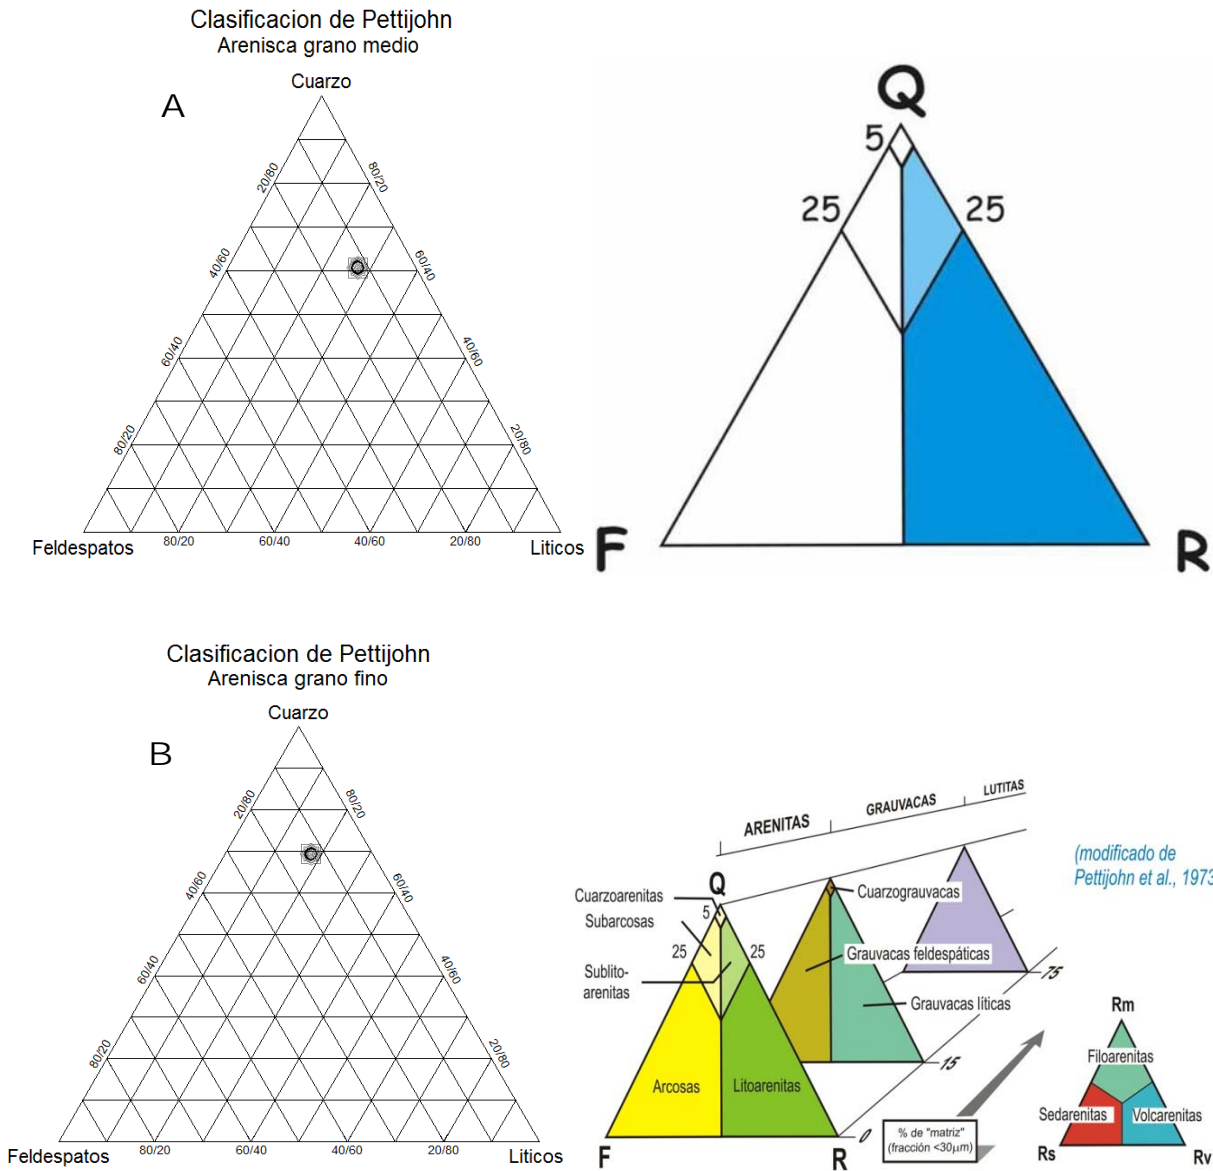 Clasificacion de Pettijohn
Arenisca grano medio
Cuarzo
A
20/80
80/20
40/60
60/40
60/40
40/60
80/20
20/80
Feldespatos
80/20
60/40
40/60
20/80
Liticos
Q
5
25
25
F
R
Clasificacion de Pettijohn
Arenisca grano fino
Cuarzo
B
20/80
80/20
40/60
60/40
60/40
40/60
80/20
20/80
Feldespatos
80/20
60/40
40/60
20/80
Liticos
ARENITAS
GRAUVACAS
LUTITAS
(modificado de
Pettijohn et al., 1973
Q
Cuarzoarenitas
5
Subarcosas
25
25
Sublito-
arenitas
Cuarzograuvacas
Grauvacas feldespáticas
Grauvacas líticas
75
15
0
Arcosas
Litoarenitas
F
R
% de "matriz"
(fracción <30µm)
Rm
Filoarenitas
Sedarenitas
Volcarenitas
Rs
Rv